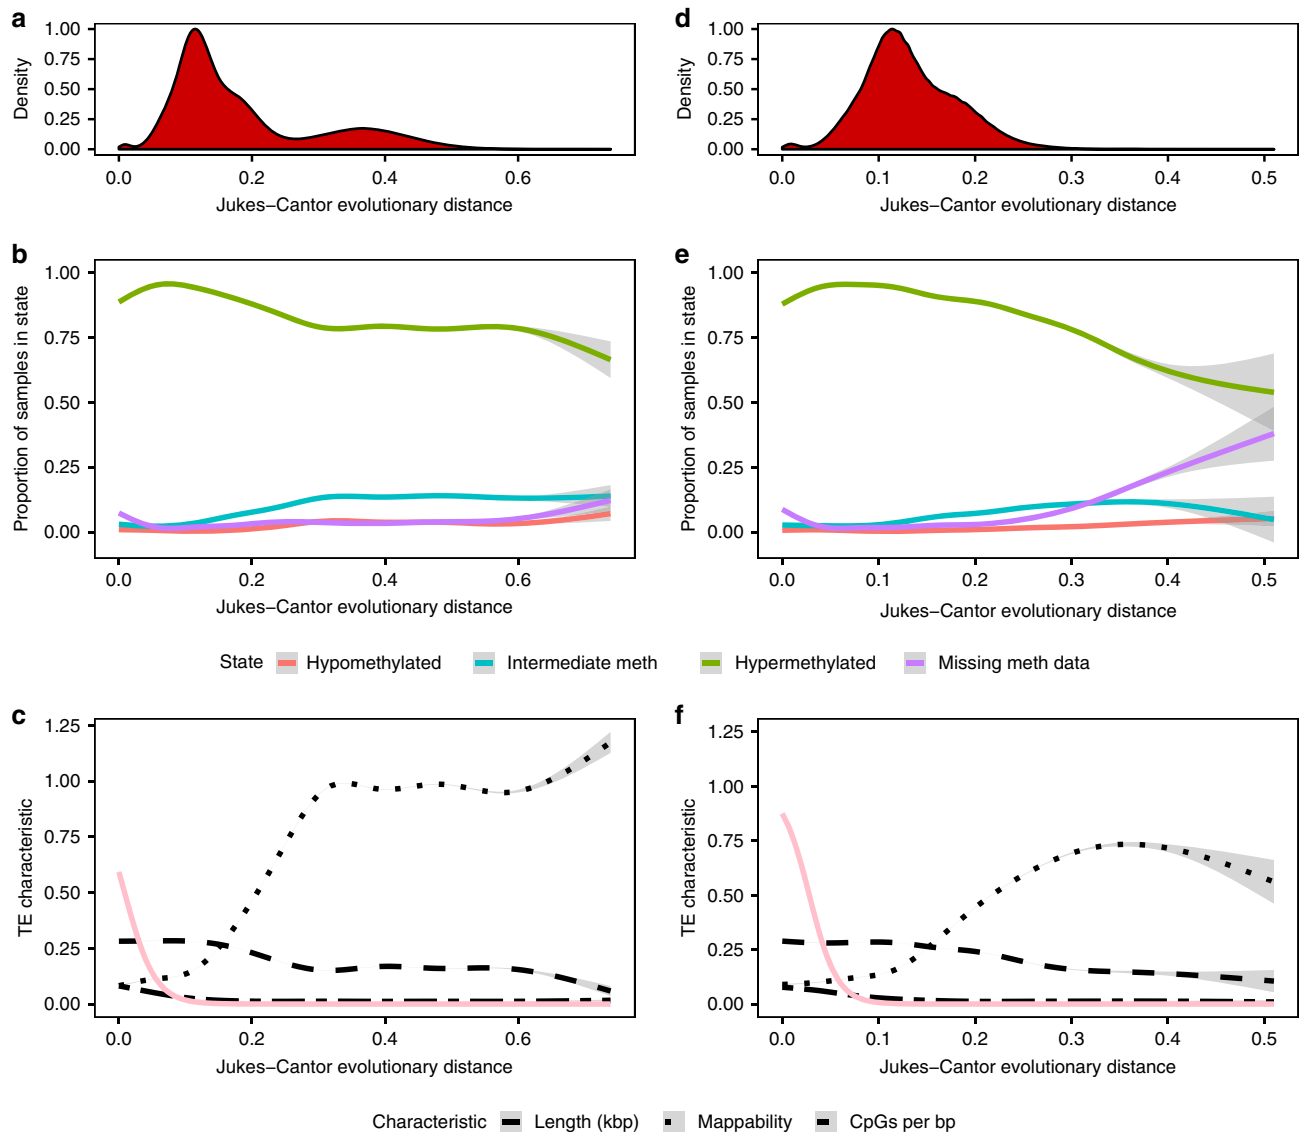 a
1.00
0.75
0.50
0.25
0.00
Density
0.0 0.2 0.4 0.6
Jukes–Cantor evolutionary distance
d
1.00
0.75
0.50
0.25
0.00
Density
0.0 0.1 0.2 0.3 0.4 0.5
Jukes–Cantor evolutionary distance
b
1.00
0.75
0.50
0.25
0.00
Proportion of samples in state
0.0 0.2 0.4 0.6
Jukes–Cantor evolutionary distance
e
1.00
0.75
0.50
0.25
0.00
Proportion of samples in state
0.0 0.1 0.2 0.3 0.4 0.5
Jukes–Cantor evolutionary distance
State Hypomethylated Intermediate meth Hypermethylated Missing meth data
c
1.25
1.00
0.75
0.50
0.25
0.00
TE characteristic
0.0 0.2 0.4 0.6
Jukes–Cantor evolutionary distance
f
1.25
1.00
0.75
0.50
0.25
0.00
TE characteristic
0.0 0.1 0.2 0.3 0.4 0.5
Jukes–Cantor evolutionary distance
Characteristic Length (kbp) Mappability CpGs per bp